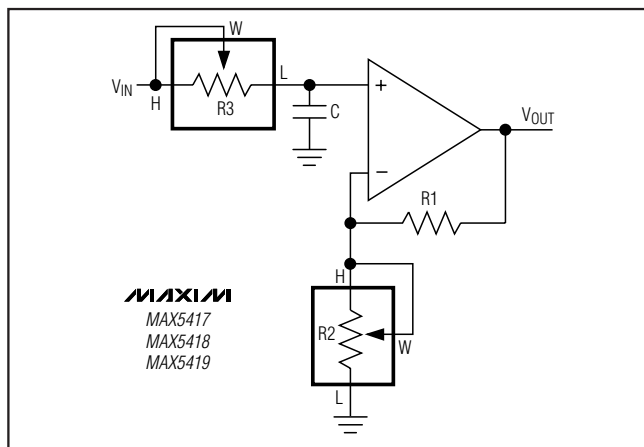 W
V_IN
H
R3
L
C
+
−
V_OUT
R1
H
R2
W
L
MAXIM
MAX5417
MAX5418
MAX5419